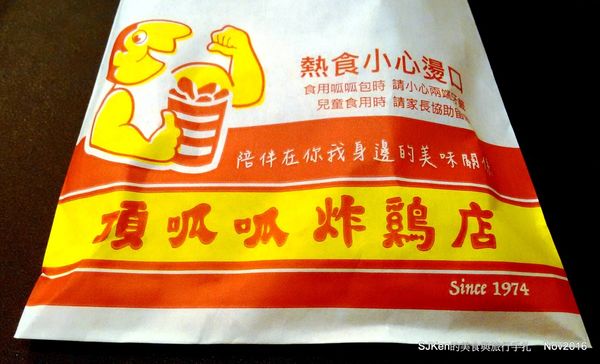 熱食小心燙口
食用呱呱包時 請小心兩端
兒童食用時 請家長協助
陪伴在你我身邊的美味關係
頂呱呱炸鷄店
Since 1974
SJKen的美食與旅行手札 Nov2016